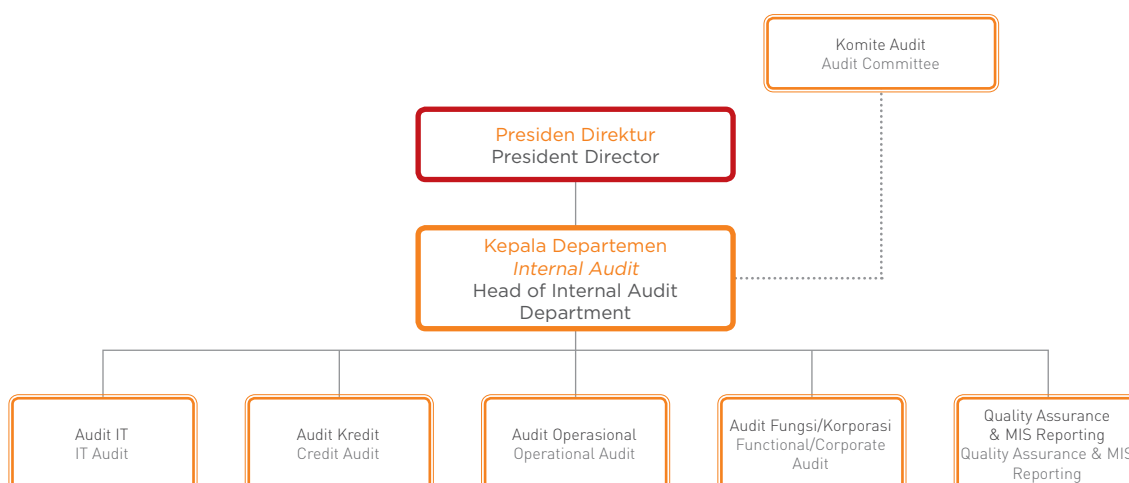 Komite Audit
Audit Committee
Presiden Direktur
President Director
Kepala Departemen
Internal Audit
Head of Internal Audit
Department
Audit IT
IT Audit
Audit Kredit
Credit Audit
Audit Operasional
Operational Audit
Audit Fungsi/Korporasi
Functional/Corporate
Audit
Quality Assurance
& MIS Reporting
Quality Assurance & MIS
Reporting